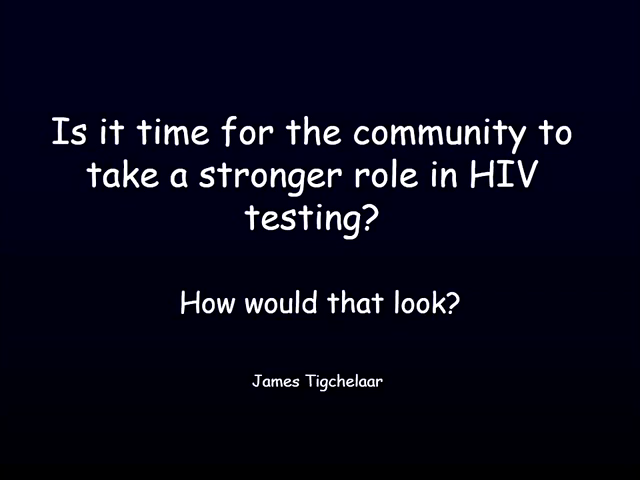 Is it time for the community to
take a stronger role in HIV
testing?
How would that look?
James Tigchelaar